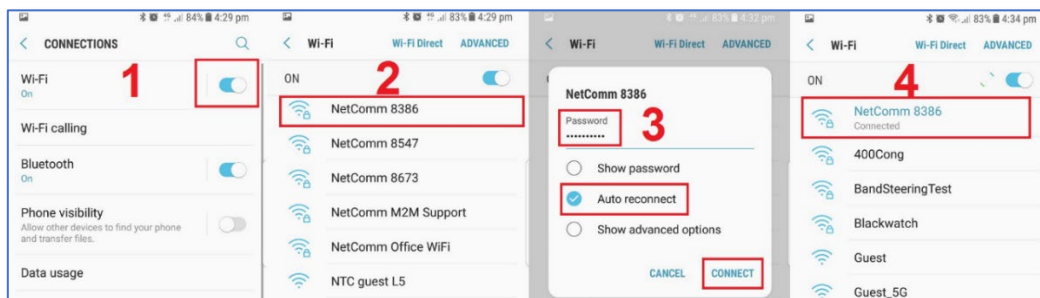 84% 4:29 pm
CONNECTIONS
1
Wi-Fi
On
Wi-Fi calling
Bluetooth
On
Phone visibility
Allow other devices to find your phone
and transfer files.
Data usage
83% 4:29 pm
Wi-Fi Wi-Fi Direct ADVANCED
2
ON
NetComm 8386
NetComm 8547
NetComm 8673
NetComm M2M Support
NetComm Office WiFi
NTC guest L5
83% 4:32 pm
Wi-Fi Wi-Fi Direct ADVANCED
NetComm 8386
Password
••••••••••
3
Show password
Auto reconnect
Show advanced options
CANCEL CONNECT
83% 4:34 pm
Wi-Fi Wi-Fi Direct ADVANCED
4
ON
NetComm 8386
Connected
400Cong
BandSteeringTest
Blackwatch
Guest
Guest_5G